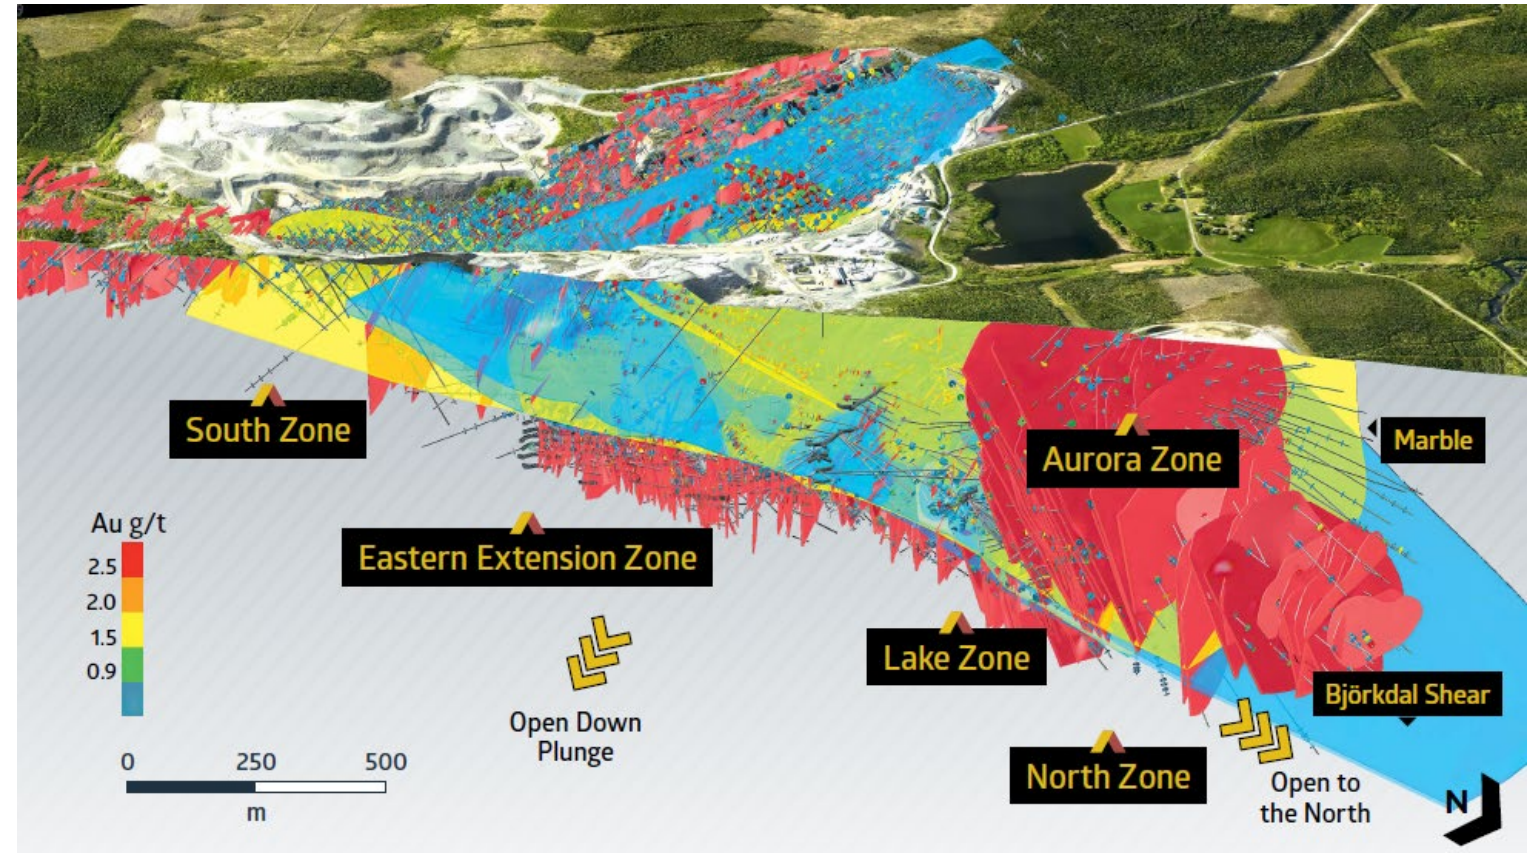 South Zone
Aurora Zone
Marble
Eastern Extension Zone
Au g/t
2.5
2.0
1.5
0.9
Lake Zone
Björkdal Shear
Open Down
Plunge
North Zone
Open to
the North
0 250 500
m
N